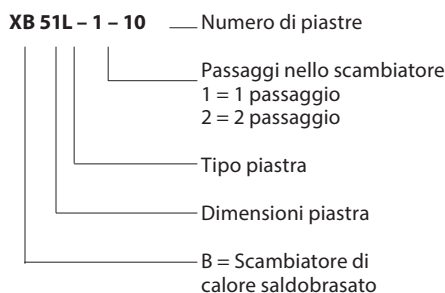 XB 51L – 1 – 10
Numero di piastre
Passaggi nello scambiatore
1 = 1 passaggio
2 = 2 passaggio
Tipo piastra
Dimensioni piastra
B = Scambiatore di
calore saldobrasato